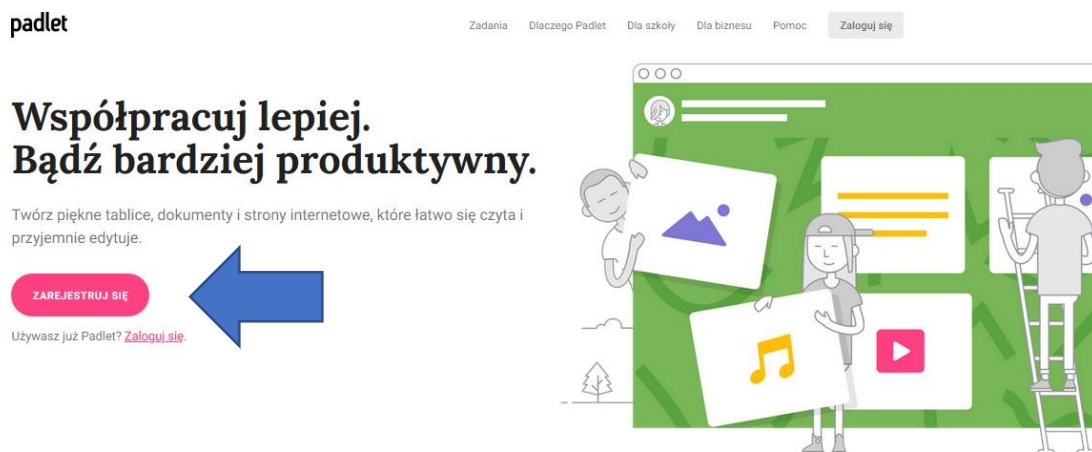 padlet
Zadania Dlaczego Padlet Dla szkoły Dla biznesu Pomoc Zaloguj się
Współpracuj lepiej.
Bądź bardziej produktywny.
Twórz piękne tablice, dokumenty i strony internetowe, które łatwo się czyta i
przyjemnie edytuje.
ZAREJESTRUJ SIĘ
Używasz już Padlet? Zaloguj się.